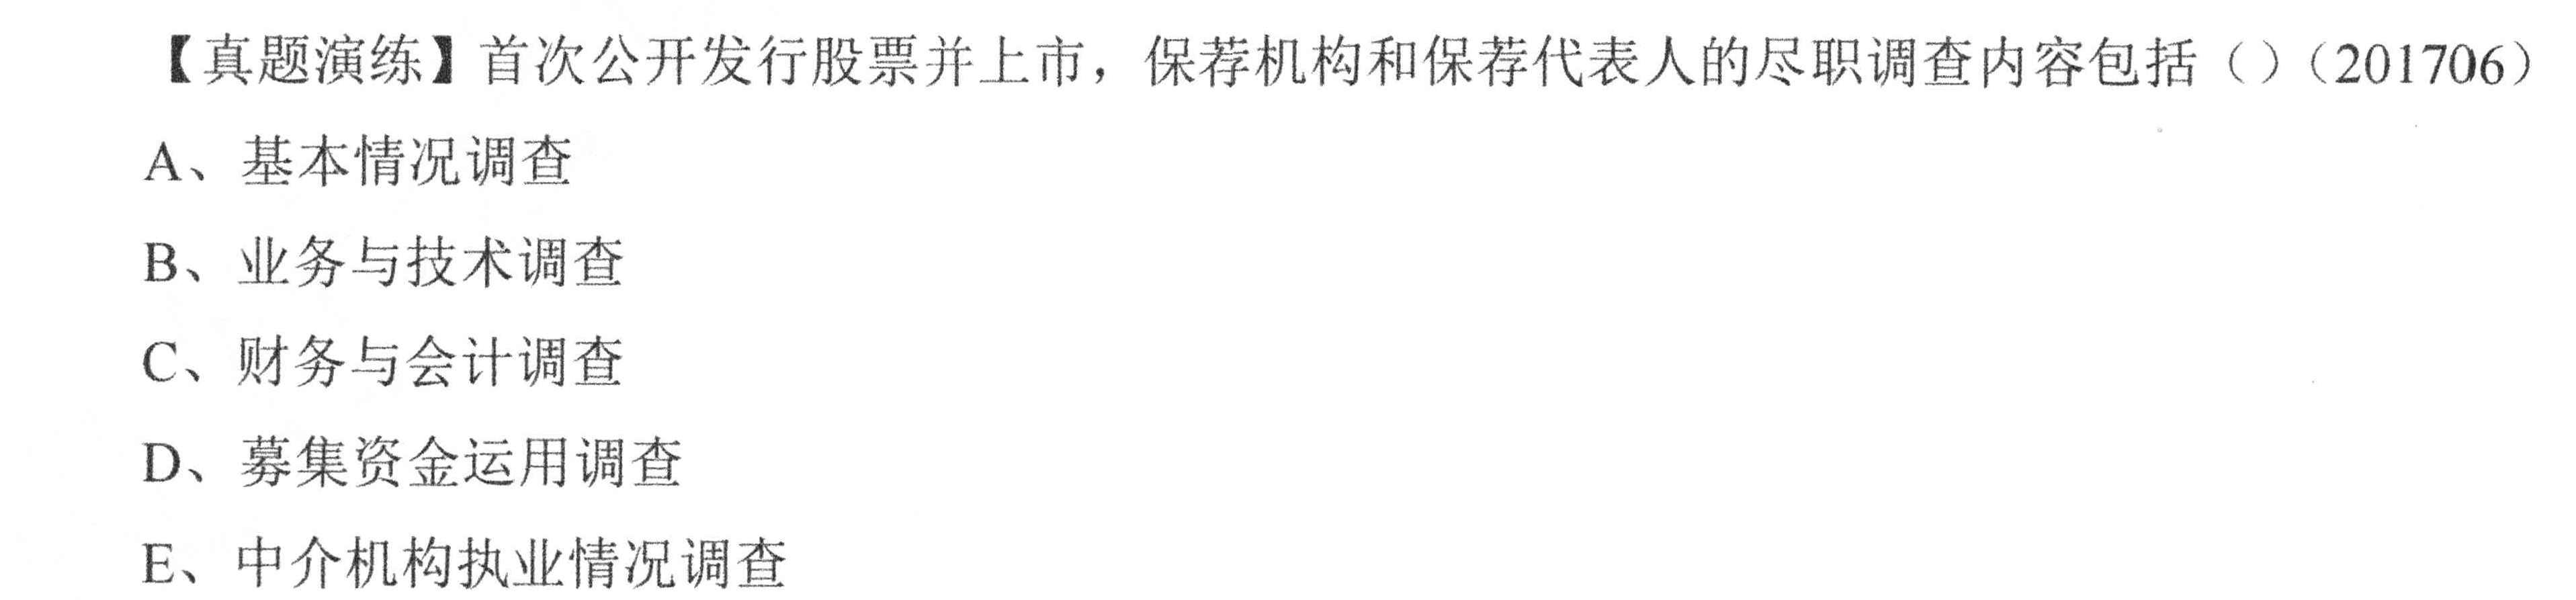 【真题演练】首次公开发行股票并上市，保荐机构和保荐代表人的尽职调查内容包括（）（201706）
A、基本情况调查
B、业务与技术调查
C、财务与会计调查
D、募集资金运用调查
E、中介机构执业情况调查